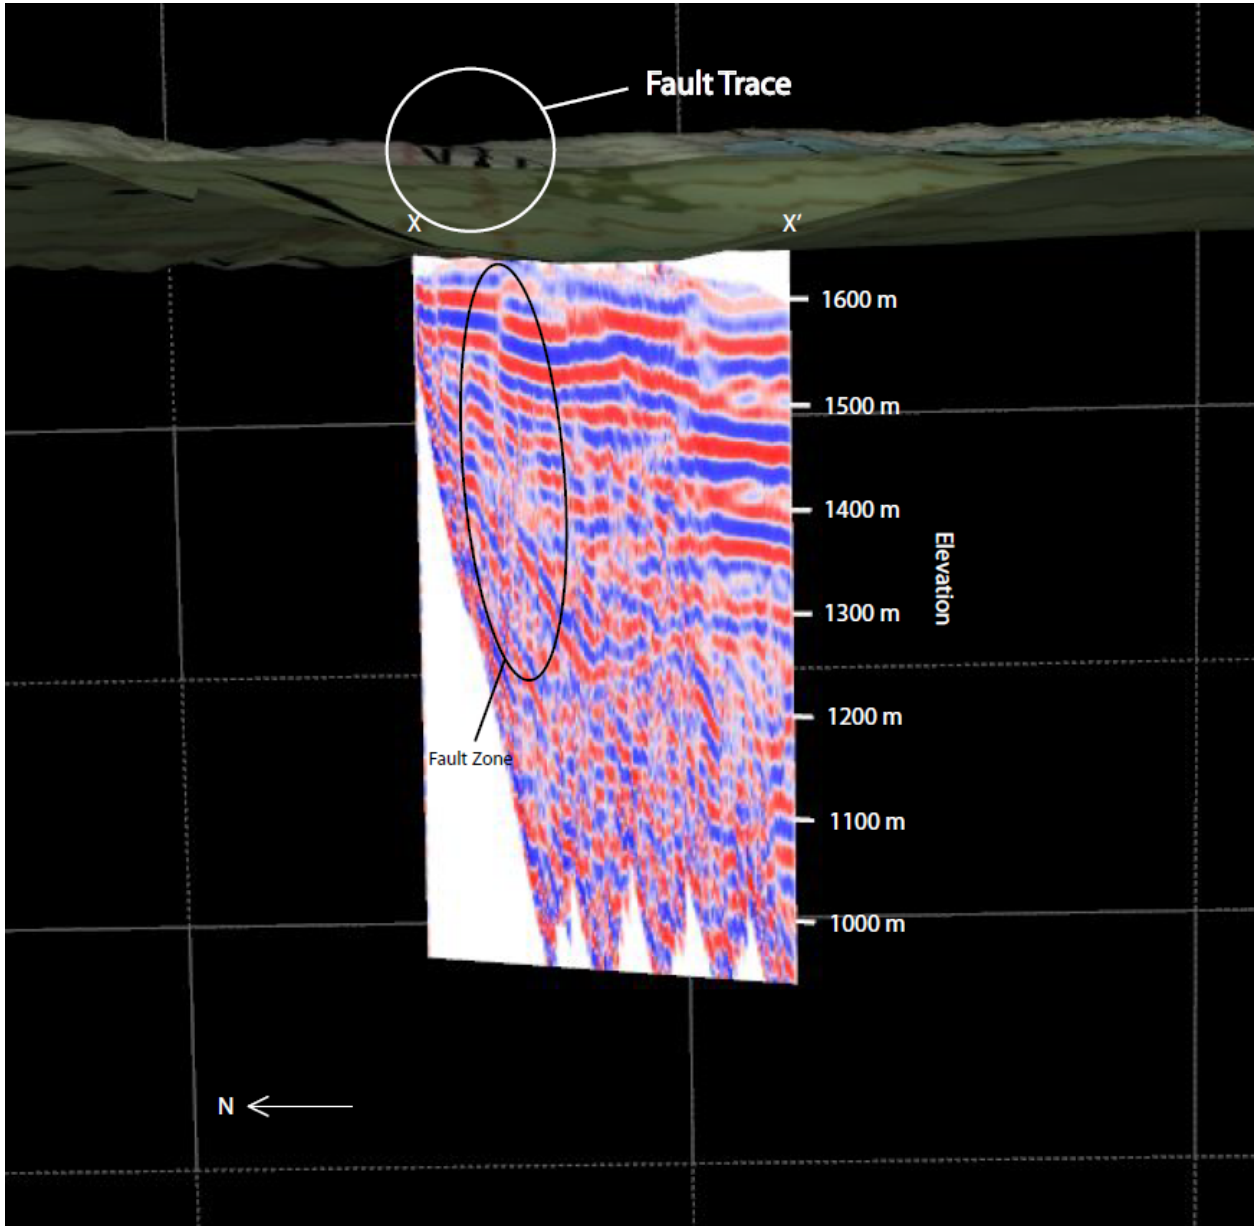 Fault Trace
X
X’
1600 m
1500 m
1400 m
Elevation
1300 m
1200 m
Fault Zone
1100 m
1000 m
N